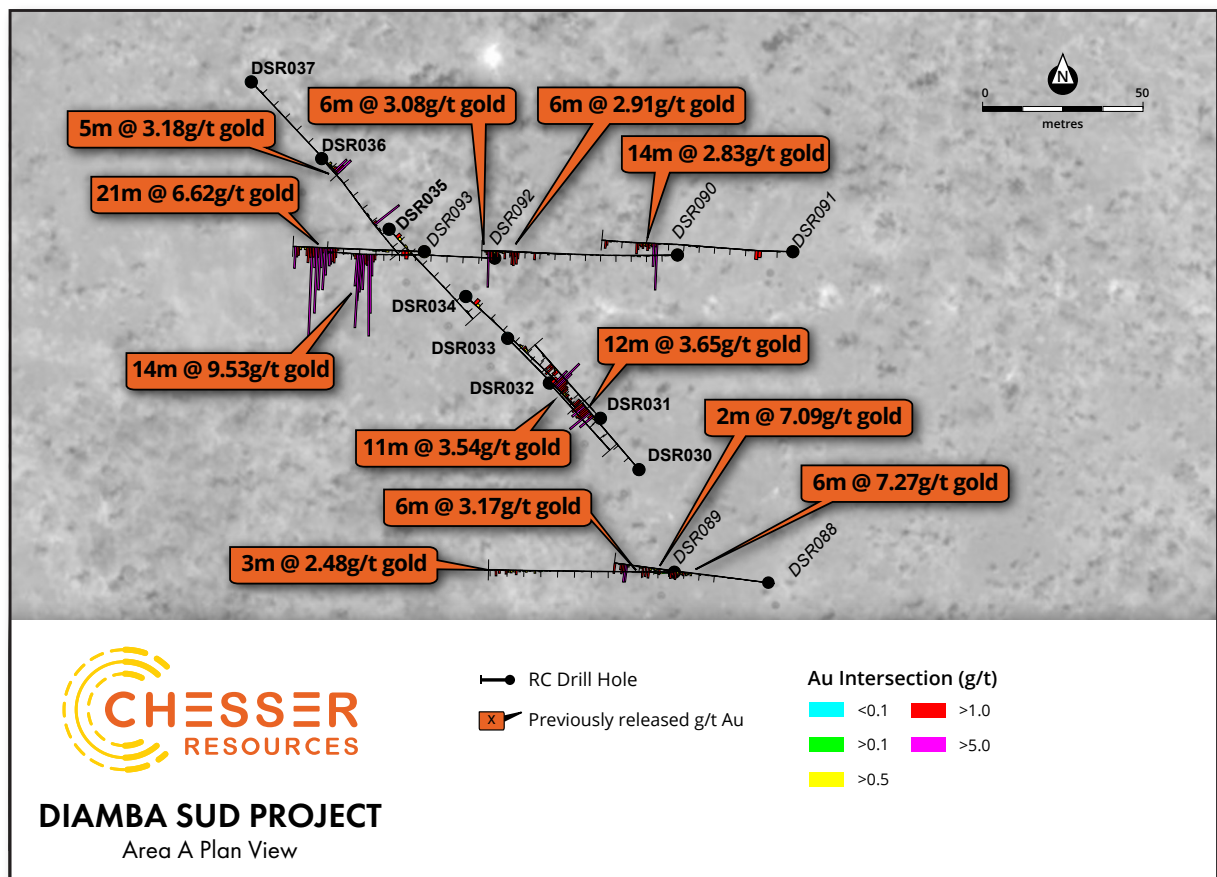 DSR037
6m @ 3.08g/t gold
6m @ 2.91g/t gold
N
0
50
metres
5m @ 3.18g/t gold
DSR036
14m @ 2.83g/t gold
21m @ 6.62g/t gold
DSR035
DSR093
DSR092
DSR090
DSR091
DSR034
DSR033
12m @ 3.65g/t gold
14m @ 9.53g/t gold
DSR032
DSR031
2m @ 7.09g/t gold
11m @ 3.54g/t gold
DSR030
6m @ 7.27g/t gold
6m @ 3.17g/t gold
DSR089
DSR088
3m @ 2.48g/t gold
CHESSER
RESOURCES
DIAMBA SUD PROJECT
Area A Plan View
RC Drill Hole
X
Previously released g/t Au
Au Intersection (g/t)
<0.1
>1.0
>0.1
>5.0
>0.5